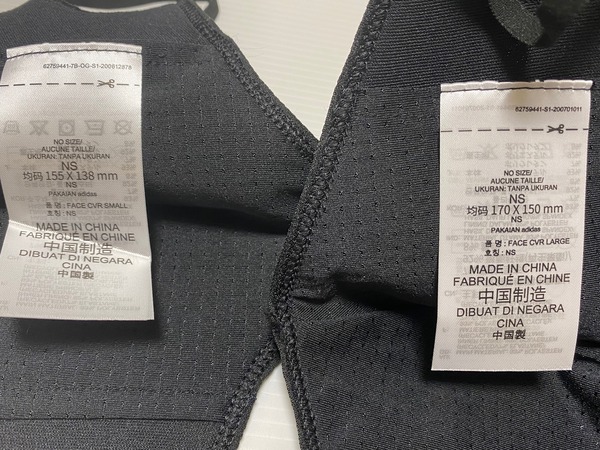 62759441-7B-OG-S1-200812878
NO SIZE/
AUCUNE TAILLE/
UKURAN: TANPA UKURAN
NS
均码 155 X 138 mm
NS
PAKAIAN adidas
품 명 : FACE CVR SMALL
호칭 : NS
MADE IN CHINA
FABRIQUÉ EN CHINE
中国制造
DIBUAT DI NEGARA
CINA
中国製
62759441-S1-200701011
NO SIZE/
AUCUNE TAILLE/
UKURAN: TANPA UKURAN
NS
均码 170 X 150 mm
NS
PAKAIAN adidas
품 명 : FACE CVR LARGE
호칭 : NS
MADE IN CHINA
FABRIQUÉ EN CHINE
中国制造
DIBUAT DI NEGARA
CINA
中国製